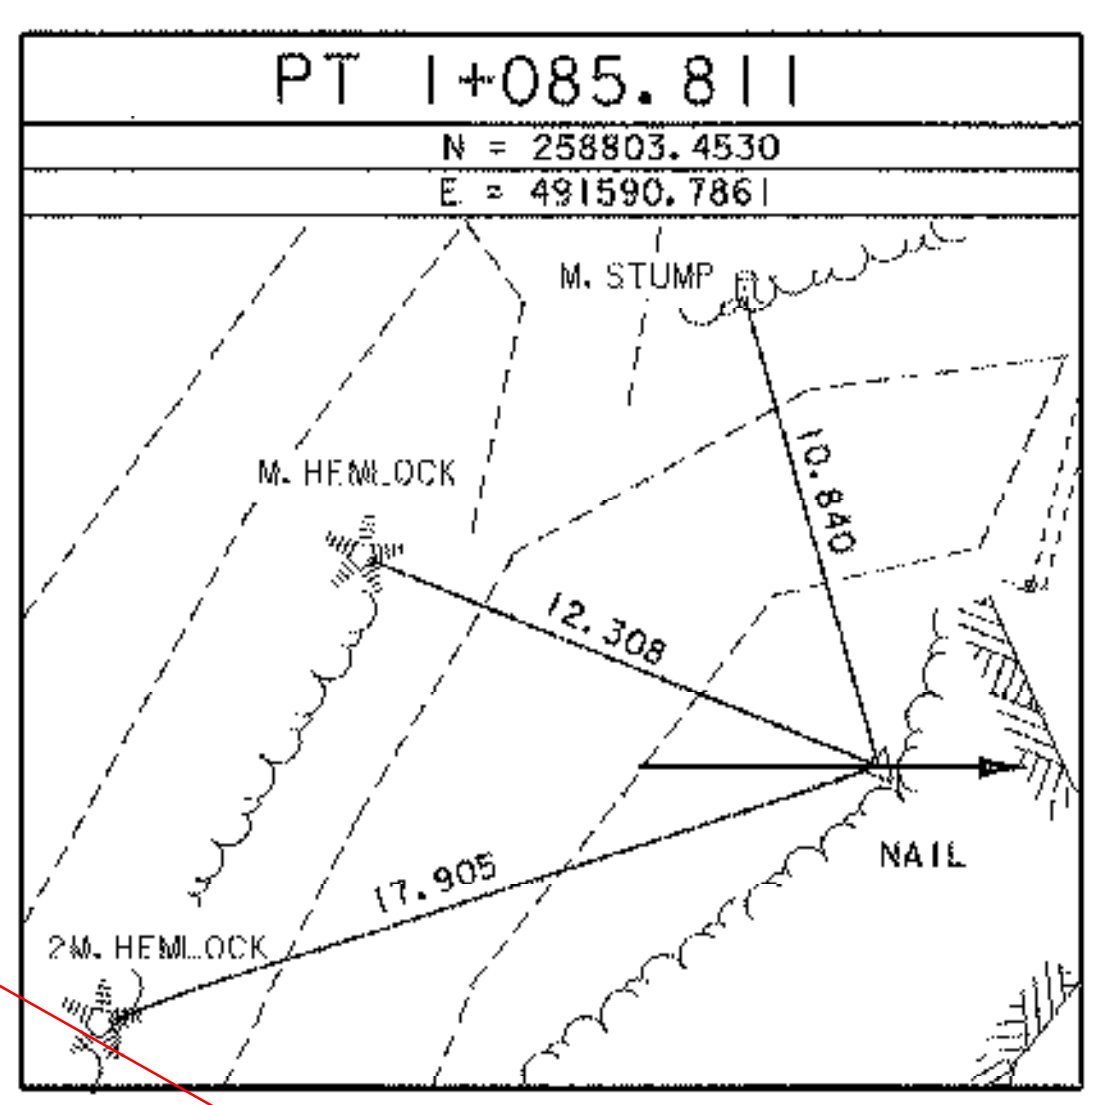 PT 1+085.811
N = 258803.4530
E = 491590.7861
M. STUMP
10.840
M. HEMLOCK
12.308
17.905
NAIL
2M. HEMLOCK